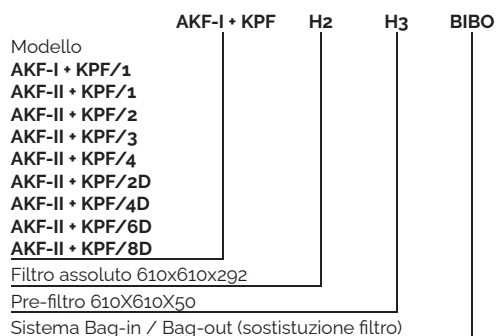 AKF-I + KPF H2 H3 BIBO
Modello
AKF-I + KPF/1
AKF-II + KPF/1
AKF-II + KPF/2
AKF-II + KPF/3
AKF-II + KPF/4
AKF-II + KPF/2D
AKF-II + KPF/4D
AKF-II + KPF/6D
AKF-II + KPF/8D
Filtro assoluto 610x610x292
Pre-filtro 610X610X50
Sistema Bag-in / Bag-out (sostistuzione filtro)